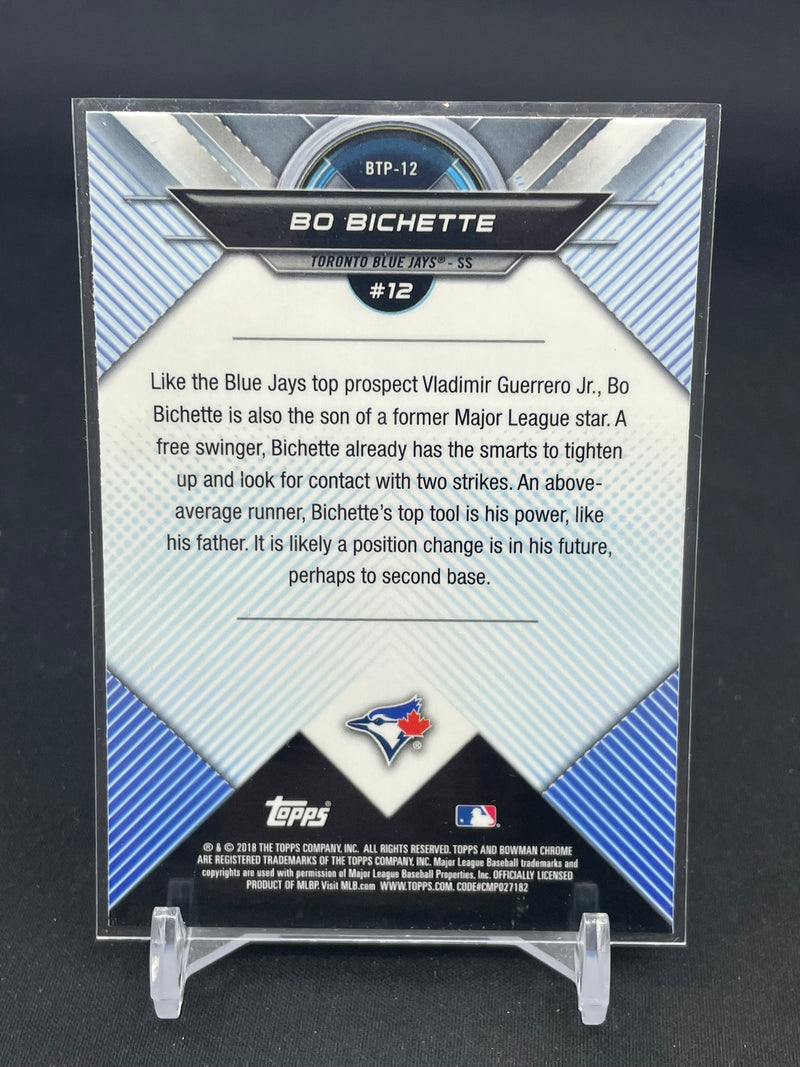 BTP-12
BO BICHETTE
TORONTO BLUE JAYS® - SS
#12
Like the Blue Jays top prospect Vladimir Guerrero Jr., Bo
Bichette is also the son of a former Major League star. A
free swinger, Bichette already has the smarts to tighten
up and look for contact with two strikes. An above-
average runner, Bichette's top tool is his power, like
his father. It is likely a position change is in his future,
perhaps to second base.
®
topps®
® & © 2018 THE TOPPS COMPANY, INC. ALL RIGHTS RESERVED. TOPPS AND BOWMAN CHROME
ARE REGISTERED TRADEMARKS OF THE TOPPS COMPANY, INC. Major League Baseball trademarks and
copyrights are used with permission of Major League Baseball Properties, Inc. OFFICIALLY LICENSED
PRODUCT OF MLBP. Visit MLB.com WWW.TOPPS.COM. CODE#CMP027182